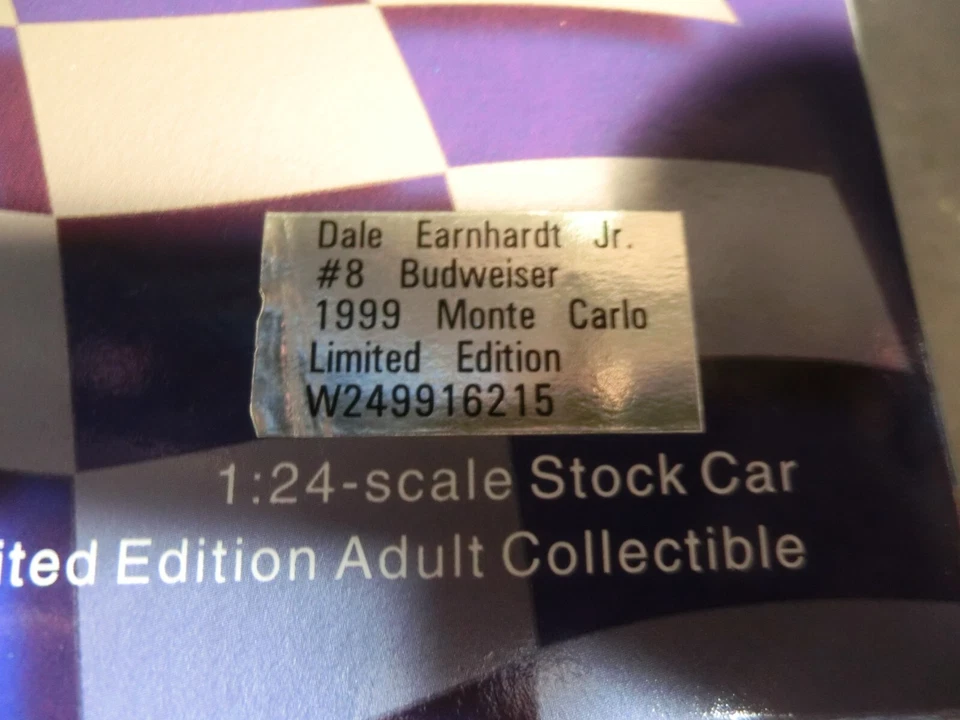 Dale Earnhardt Jr.
#8 Budweiser
1999 Monte Carlo
Limited Edition
W249916215
1:24-scale Stock Car
ited Edition Adult Collectible